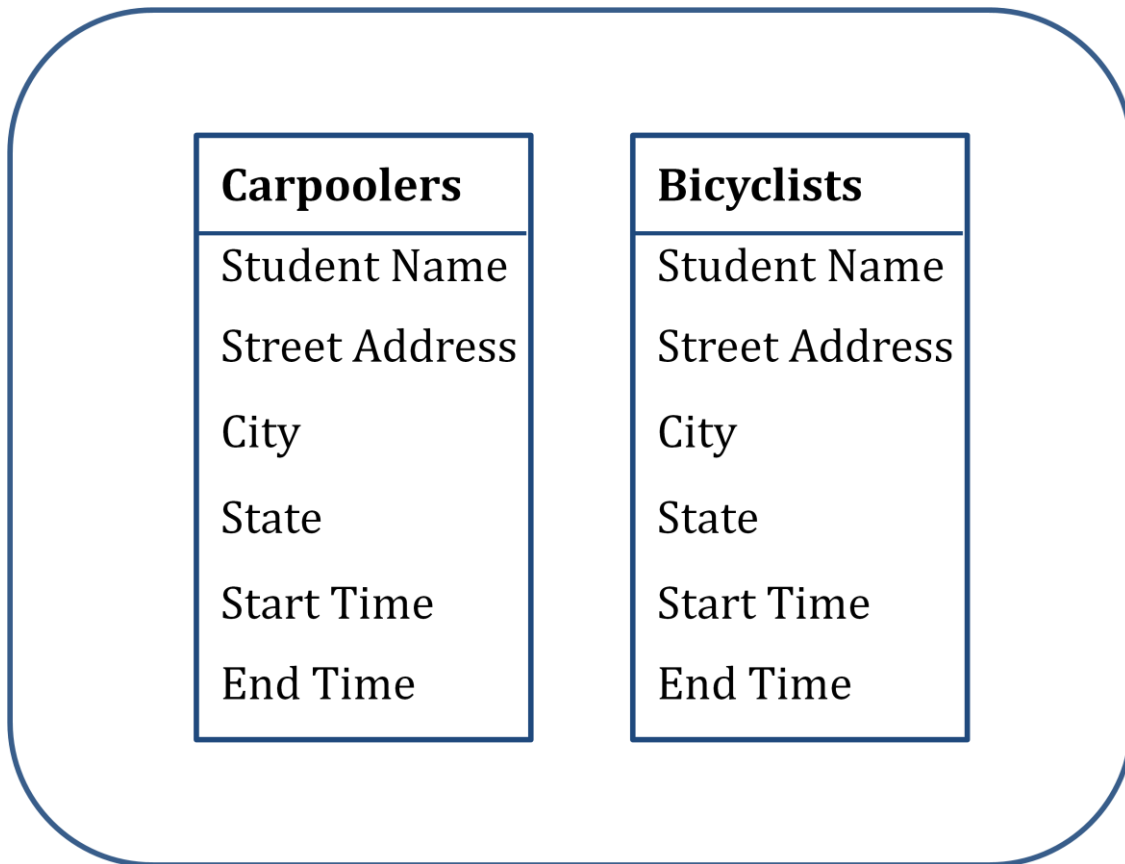 Carpoolers
Student Name
Street Address
City
State
Start Time
End Time
Bicyclists
Student Name
Street Address
City
State
Start Time
End Time